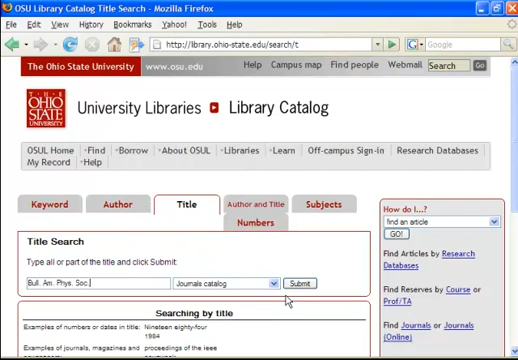 OSU Library Catalog Title Search - Mozilla Firefox
File Edit View History Bookmarks Yahoo! Tools Help
http://library.ohio-state.edu/search/t
Google
The Ohio State University www.osu.edu Help Campus map Find people Webmail Search Go
THE OHIO STATE UNIVERSITY
University Libraries Library Catalog
OSUL Home Find Borrow About OSUL Libraries Learn Off-campus Sign-in Research Databases
My Record Help
Keyword Author Title Author and Title Subjects
Numbers
Title Search
Type all or part of the title and click Submit:
Bull. Am. Phys. Soc. Journals catalog Submit
Searching by title
Examples of numbers or dates in title: Nineteen eighty-four
1984
Examples of journals, magazines and proceedings of the ieee
How do I...?
find an article
GO!
Find Articles by Research
Databases
Find Reserves by Course or
Prof/TA
Find Journals or Journals
(Online)